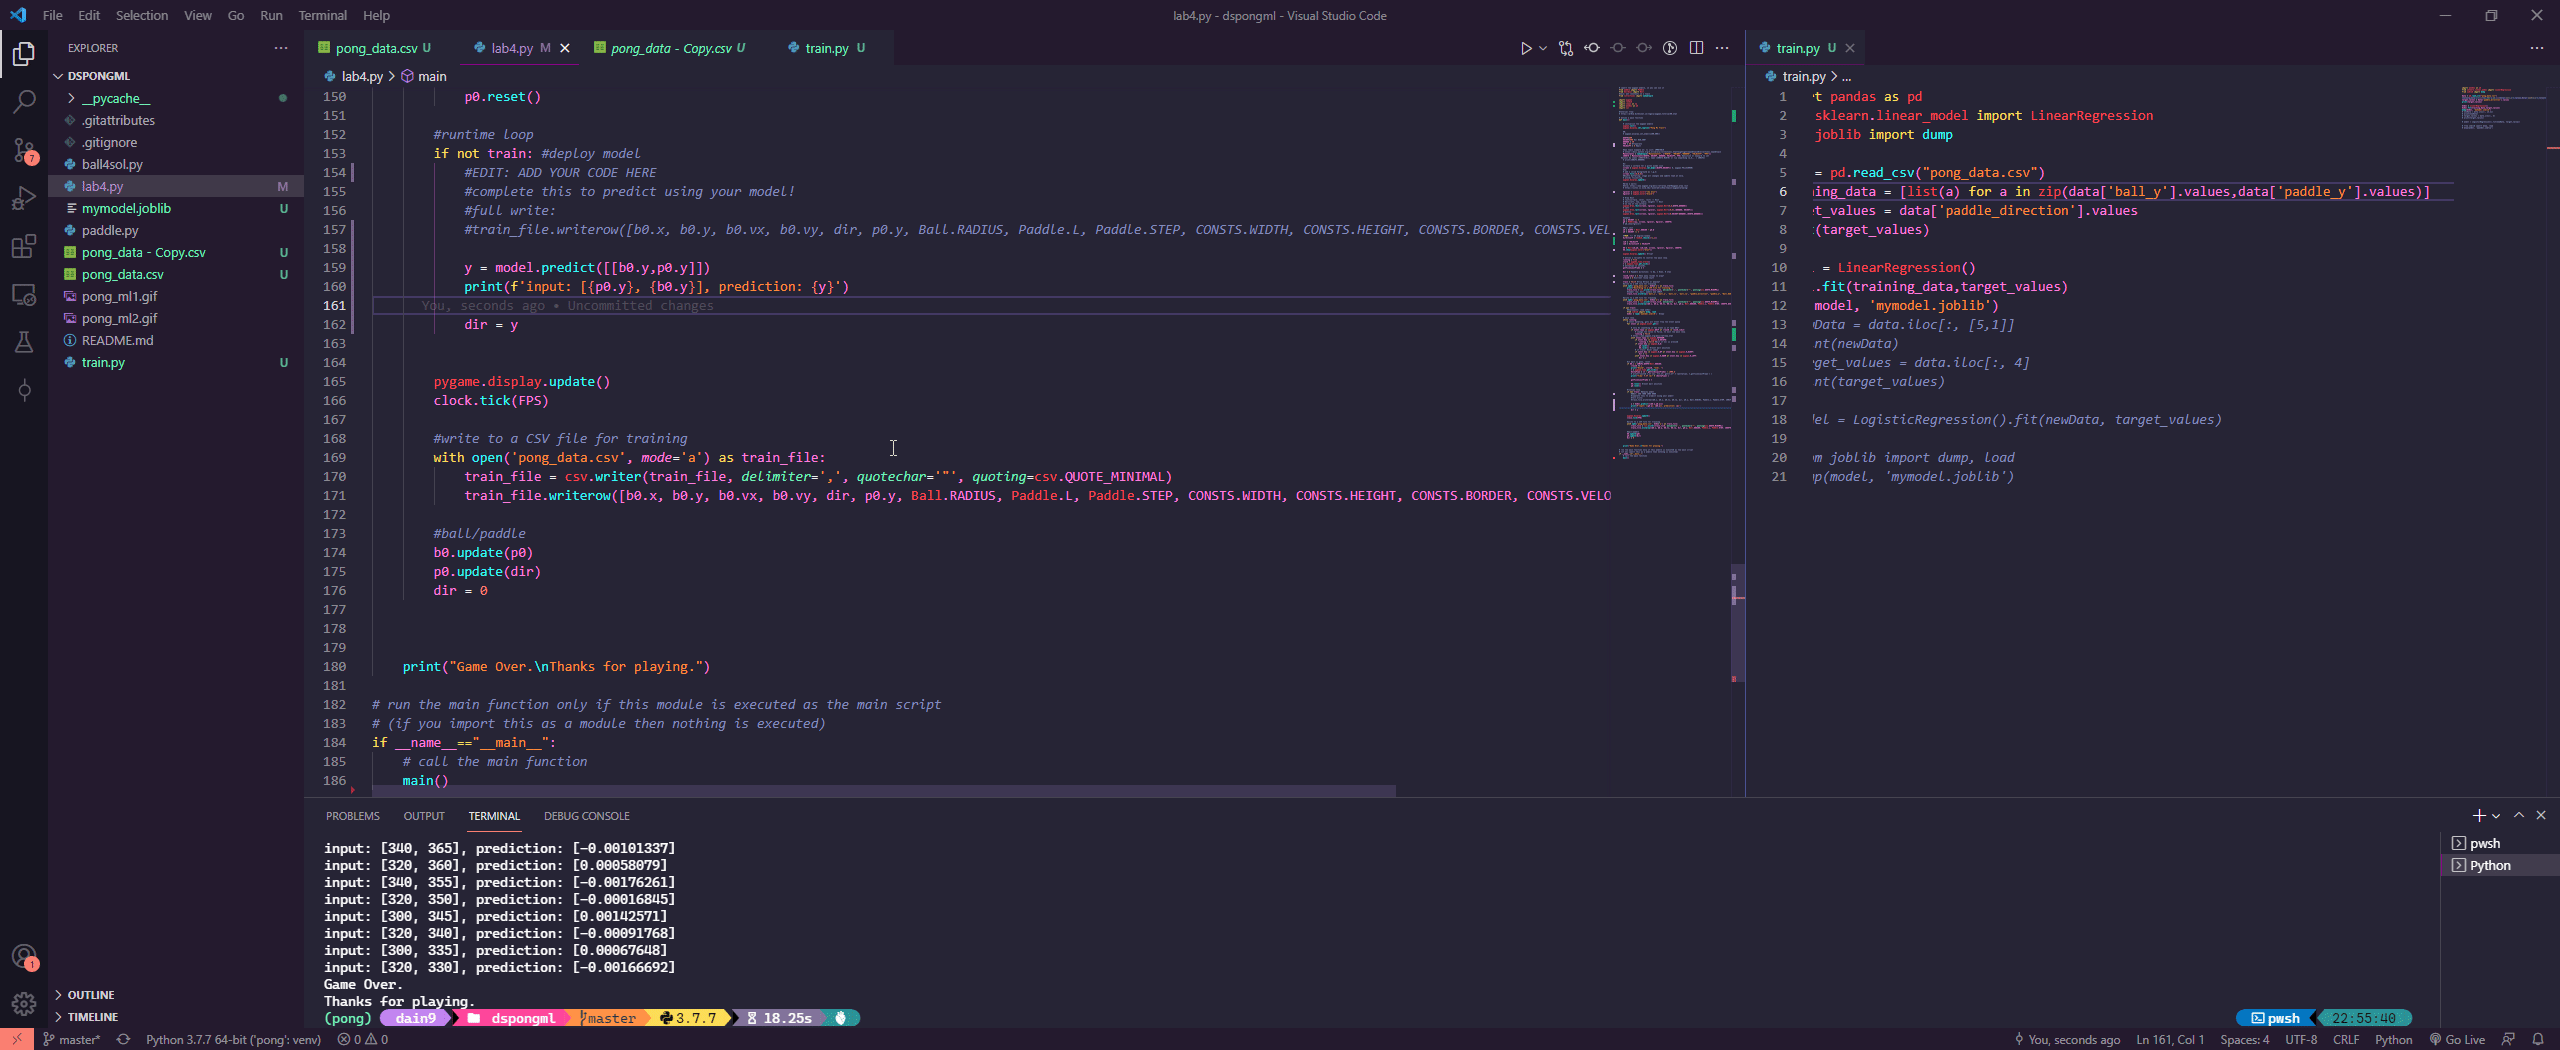 File Edit Selection View Go Run Terminal Help
lab4.py - dspongml - Visual Studio Code
EXPLORER
DSPONGML
__pycache__
.gitattributes
.gitignore
ball4sol.py
lab4.py M
mymodel.joblib U
paddle.py
pong_data - Copy.csv U
pong_data.csv U
pong_ml1.gif
pong_ml2.gif
README.md
train.py U
OUTLINE
TIMELINE
7
1
pong_data.csv U lab4.py M pong_data - Copy.csv U train.py U
lab4.py > main
150 p0.reset()
151
152 #runtime loop
153 if not train: #deploy model
154 #EDIT: ADD YOUR CODE HERE
155 #complete this to predict using your model!
156 #full write:
157 #train_file.writerow([b0.x, b0.y, b0.vx, b0.vy, dir, p0.y, Ball.RADIUS, Paddle.L, Paddle.STEP, CONSTS.WIDTH, CONSTS.HEIGHT, CONSTS.BORDER, CONSTS.VEL
158
159 y = model.predict([[b0.y,p0.y]])
160 print(f'input: [{p0.y}, {b0.y}], prediction: {y}')
161 You, seconds ago • Uncommitted changes
162 dir = y
163
164
165 pygame.display.update()
166 clock.tick(FPS)
167
168 #write to a CSV file for training
169 with open('pong_data.csv', mode='a') as train_file:
170 train_file = csv.writer(train_file, delimiter=',', quotechar='"', quoting=csv.QUOTE_MINIMAL)
171 train_file.writerow([b0.x, b0.y, b0.vx, b0.vy, dir, p0.y, Ball.RADIUS, Paddle.L, Paddle.STEP, CONSTS.WIDTH, CONSTS.HEIGHT, CONSTS.BORDER, CONSTS.VELO
172
173 #ball/paddle
174 b0.update(p0)
175 p0.update(dir)
176 dir = 0
177
178
179
180 print("Game Over.\nThanks for playing.")
181
182 # run the main function only if this module is executed as the main script
183 # (if you import this as a module then nothing is executed)
184 if __name__=="__main__":
185 # call the main function
186 main()
train.py U
train.py > ...
1 t pandas as pd
2 sklearn.linear_model import LinearRegression
3 joblib import dump
4
5 = pd.read_csv("pong_data.csv")
6 ing_data = [list(a) for a in zip(data['ball_y'].values,data['paddle_y'].values)]
7 t_values = data['paddle_direction'].values
8 (target_values)
9
10 = LinearRegression()
11 .fit(training_data,target_values)
12 model, 'mymodel.joblib')
13 Data = data.iloc[:, [5,1]]
14 nt(newData)
15 get_values = data.iloc[:, 4]
16 nt(target_values)
17
18 el = LogisticRegression().fit(newData, target_values)
19
20 m joblib import dump, load
21 p(model, 'mymodel.joblib')
PROBLEMS OUTPUT TERMINAL DEBUG CONSOLE
input: [340, 365], prediction: [-0.00101337]
input: [320, 360], prediction: [0.00058079]
input: [340, 355], prediction: [-0.00176261]
input: [320, 350], prediction: [-0.00016845]
input: [300, 345], prediction: [0.00142571]
input: [320, 340], prediction: [-0.00091768]
input: [300, 335], prediction: [0.00067648]
input: [320, 330], prediction: [-0.00166692]
Game Over.
Thanks for playing.
(pong) dain9 dspongml master 3.7.7 18.25s pwsh 22:55:40
pwsh
Python
master* Python 3.7.7 64-bit ('pong': venv) 0 0 You, seconds ago Ln 161, Col 1 Spaces: 4 UTF-8 CRLF Python Go Live